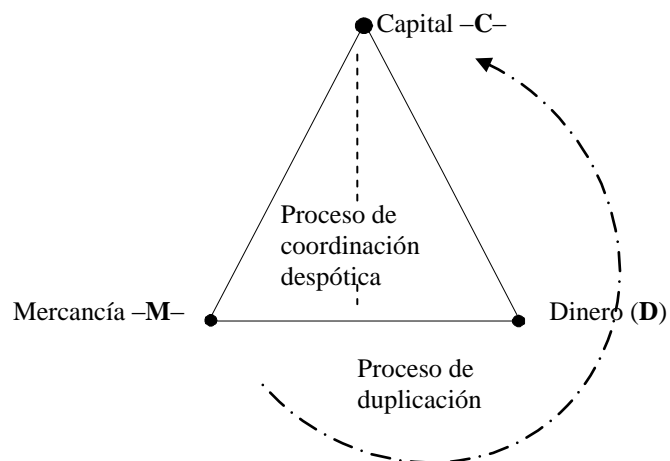 Capital –C–
Proceso de
coordinación
despótica
Mercancía –M–
Dinero (D)
Proceso de
duplicación